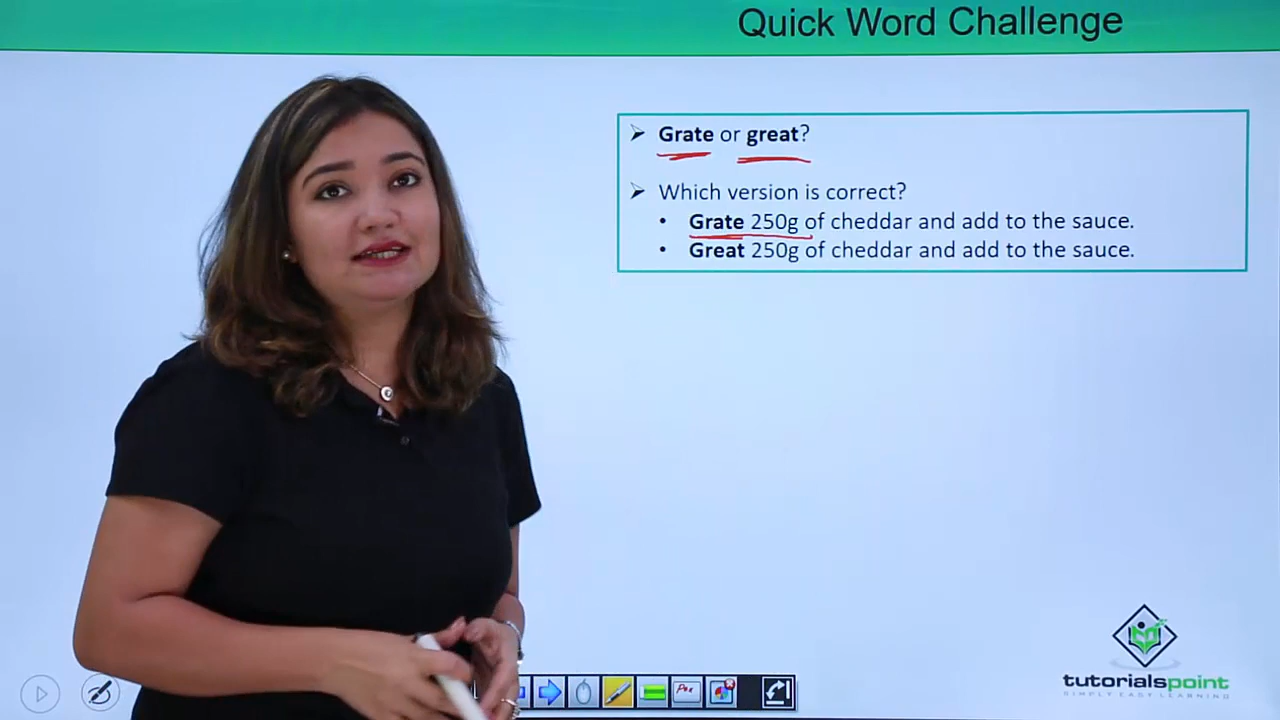 Quick Word Challenge
Grate or great?
Which version is correct?
Grate 250g of cheddar and add to the sauce.
Great 250g of cheddar and add to the sauce.
Pen
tutorialspoint
SIMPLY EASY LEARNING